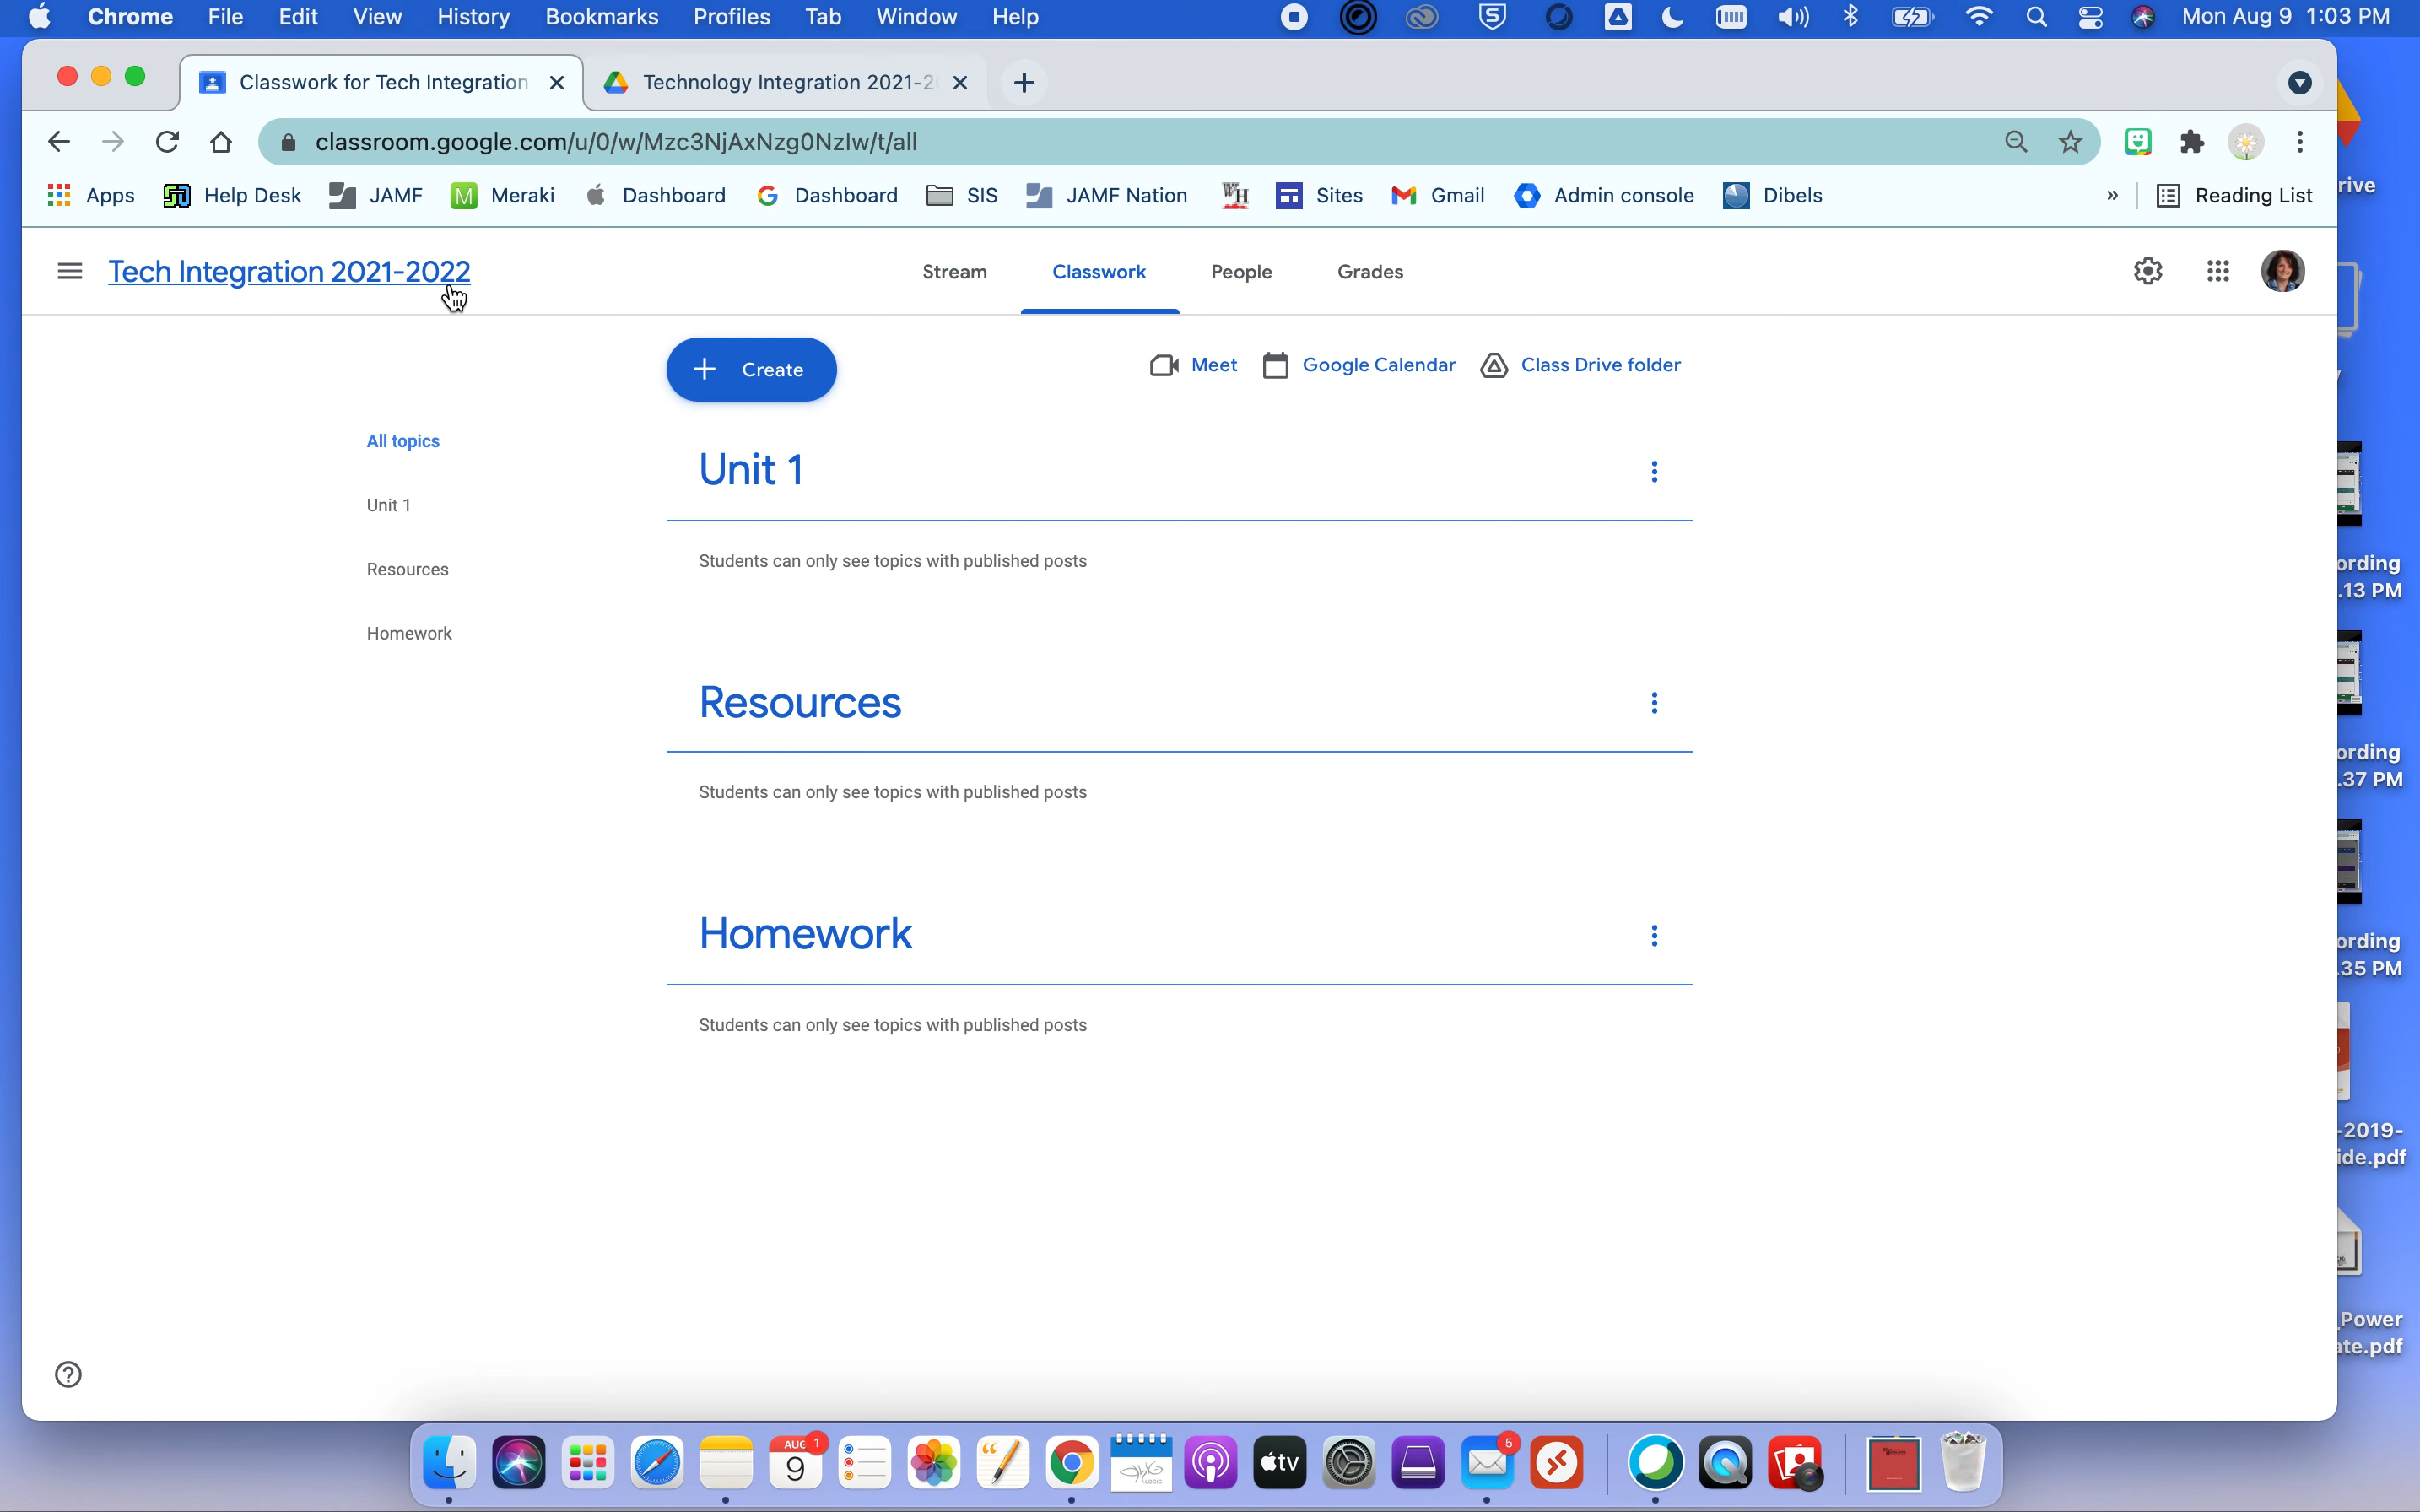 Chrome File Edit View History Bookmarks Profiles Tab Window Help Mon Aug 9 1:03 PM
Classwork for Tech Integration Technology Integration 2021-2
classroom.google.com/u/0/w/Mzc3NjAxNzg0NzIw/t/all
Apps Help Desk JAMF M Meraki Dashboard G Dashboard SIS JAMF Nation WH Sites Gmail Admin console Dibels » Reading List
rive
Tech Integration 2021-2022 Stream Classwork People Grades
Create Meet Google Calendar Class Drive folder
All topics
Unit 1
Resources
Homework
Unit 1
Students can only see topics with published posts
Resources
Students can only see topics with published posts
Homework
Students can only see topics with published posts
ording
.13 PM
ording
.37 PM
ording
.35 PM
-2019-
ide.pdf
Power
ate.pdf
AUG 1
9
tv
5